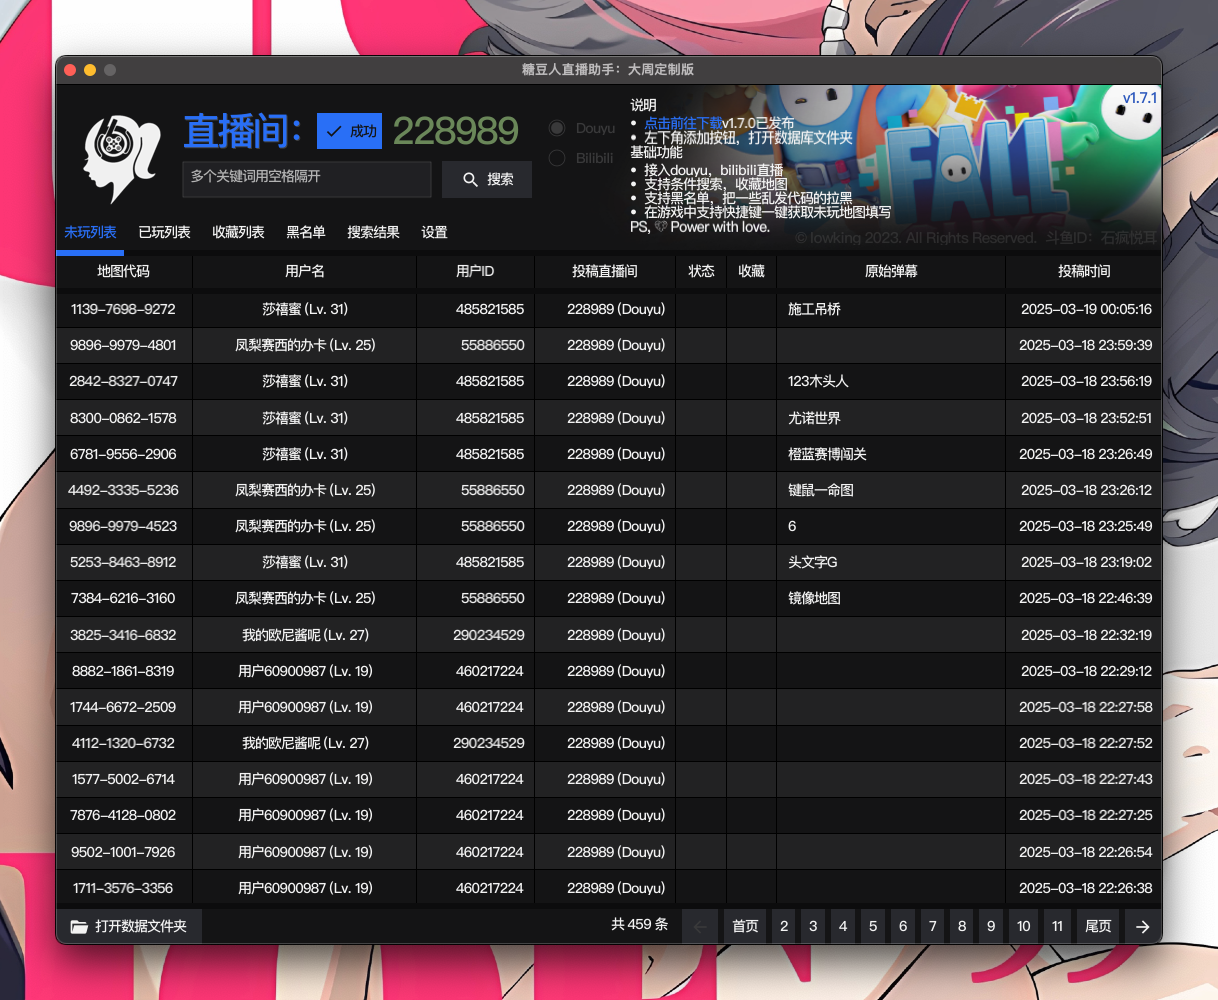 糖豆人直播助手：大周定制版
直播间：
成功
228989
Douyu
Bilibili
多个关键词用空格隔开
搜索
v1.7.1
说明
• 点击前往下载v1.7.0已发布
• 左下角添加按钮，打开数据库文件夹
基础功能
• 接入douyu，bilibili直播
• 支持条件搜索，收藏地图
• 支持黑名单，把一些乱发代码的拉黑
• 在游戏中支持快捷键一键获取未玩地图填写
PS, 💖 Power with love.
FALL
© lowking 2023. All Rights Reserved. 斗鱼ID：石疯悦耳
未玩列表 已玩列表 收藏列表 黑名单 搜索结果 设置
地图代码 用户名 用户ID 投稿直播间 状态 收藏 原始弹幕 投稿时间
1139-7698-9272 莎禧蜜 (Lv. 31) 485821585 228989 (Douyu) 施工吊桥 2025-03-19 00:05:16
9896-9979-4801 凤梨赛西的办卡 (Lv. 25) 55886550 228989 (Douyu) 2025-03-18 23:59:39
2842-8327-0747 莎禧蜜 (Lv. 31) 485821585 228989 (Douyu) 123木头人 2025-03-18 23:56:19
8300-0862-1578 莎禧蜜 (Lv. 31) 485821585 228989 (Douyu) 尤诺世界 2025-03-18 23:52:51
6781-9556-2906 莎禧蜜 (Lv. 31) 485821585 228989 (Douyu) 橙蓝赛博闯关 2025-03-18 23:26:49
4492-3335-5236 凤梨赛西的办卡 (Lv. 25) 55886550 228989 (Douyu) 键鼠一命图 2025-03-18 23:26:12
9896-9979-4523 凤梨赛西的办卡 (Lv. 25) 55886550 228989 (Douyu) 6 2025-03-18 23:25:49
5253-8463-8912 莎禧蜜 (Lv. 31) 485821585 228989 (Douyu) 头文字G 2025-03-18 23:19:02
7384-6216-3160 凤梨赛西的办卡 (Lv. 25) 55886550 228989 (Douyu) 镜像地图 2025-03-18 22:46:39
3825-3416-6832 我的欧尼酱呢 (Lv. 27) 290234529 228989 (Douyu) 2025-03-18 22:32:19
8882-1861-8319 用户60900987 (Lv. 19) 460217224 228989 (Douyu) 2025-03-18 22:29:12
1744-6672-2509 用户60900987 (Lv. 19) 460217224 228989 (Douyu) 2025-03-18 22:27:58
4112-1320-6732 我的欧尼酱呢 (Lv. 27) 290234529 228989 (Douyu) 2025-03-18 22:27:52
1577-5002-6714 用户60900987 (Lv. 19) 460217224 228989 (Douyu) 2025-03-18 22:27:43
7876-4128-0802 用户60900987 (Lv. 19) 460217224 228989 (Douyu) 2025-03-18 22:27:25
9502-1001-7926 用户60900987 (Lv. 19) 460217224 228989 (Douyu) 2025-03-18 22:26:54
1711-3576-3356 用户60900987 (Lv. 19) 460217224 228989 (Douyu) 2025-03-18 22:26:38
打开数据文件夹 共 459 条 ← 首页 2 3 4 5 6 7 8 9 10 11 尾页 →